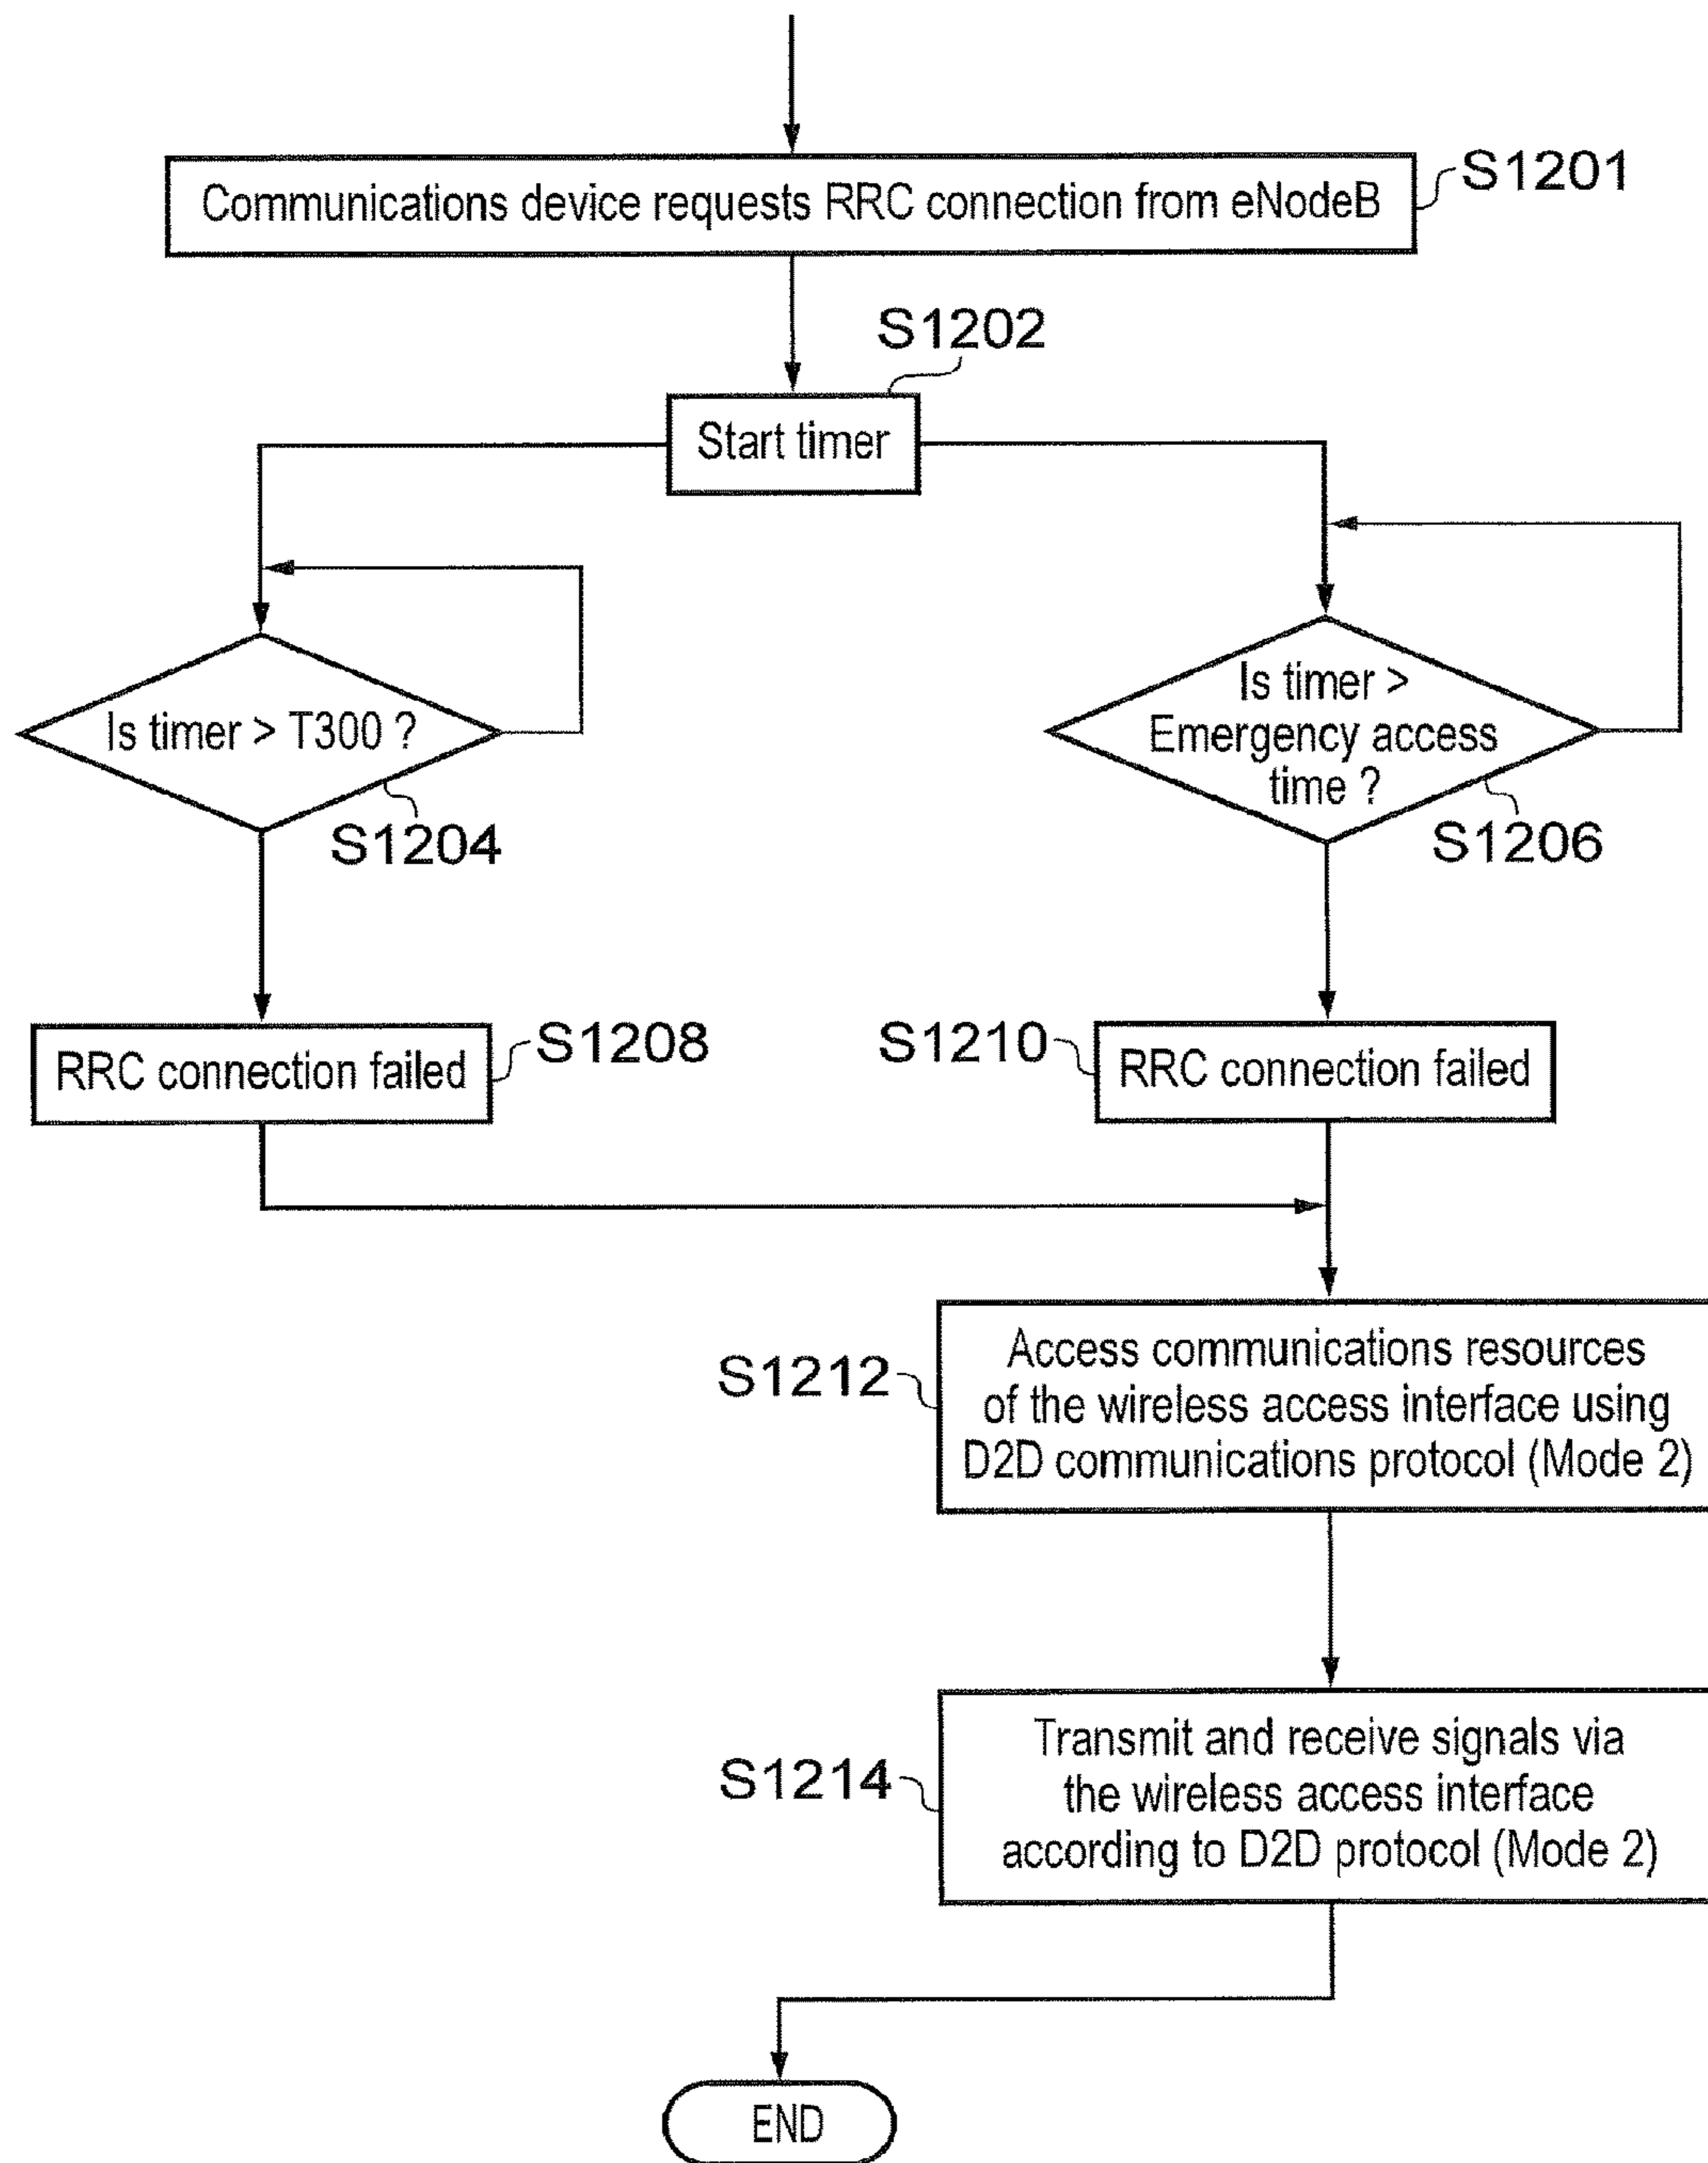 Communications device requests RRC connection from eNodeB
S1201
S1202
Start timer
Is timer > T300 ?
S1204
Is timer >
Emergency access
time ?
S1206
RRC connection failed
S1208
S1210
RRC connection failed
S1212
Access communications resources
of the wireless access interface using
D2D communications protocol (Mode 2)
S1214
Transmit and receive signals via
the wireless access interface
according to D2D protocol (Mode 2)
END